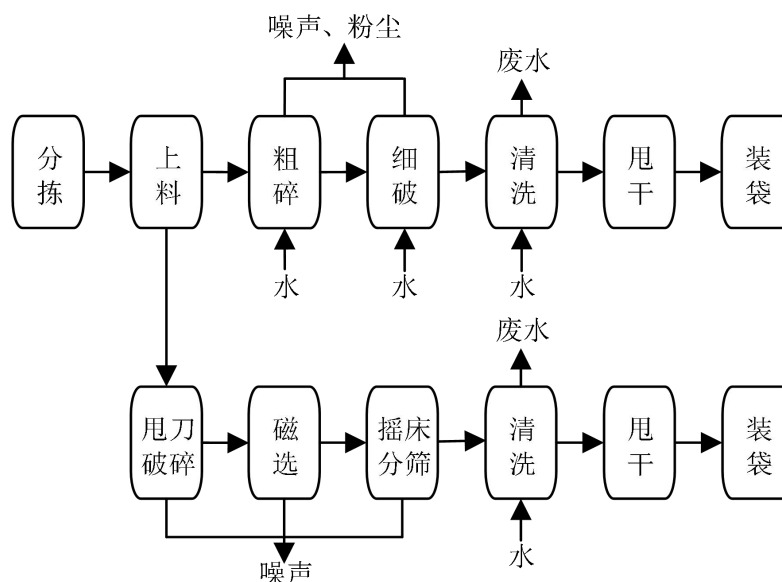 噪声、粉尘
废水
分拣
上料
粗碎
细破
清洗
甩干
装袋
水
水
水
废水
甩刀
破碎
磁选
摇床
分筛
清洗
甩干
装袋
噪声
水